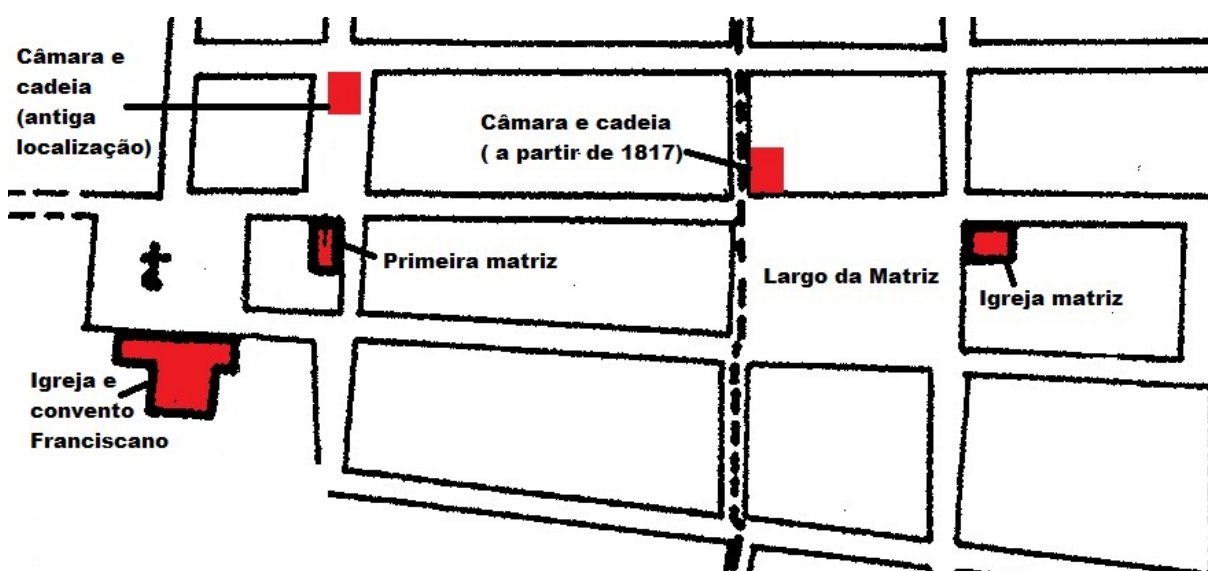 Câmara e
cadeia
(antiga
localização)
Câmara e cadeia
( a partir de 1817)
Primeira matriz
Largo da Matriz
Igreja matriz
Igreja e
convento
Franciscano